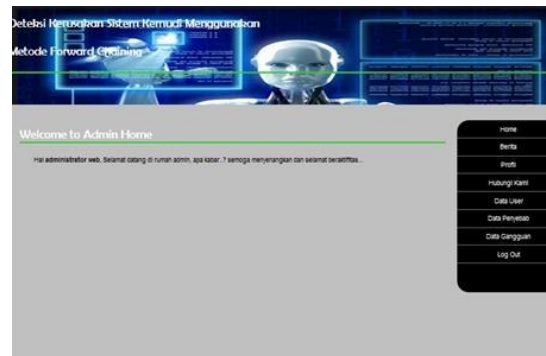 Deteksi Kerusakan Sistem Kemudi Menggunakan
Metode Forward Chaining
Welcome to Admin Home
Hai administrator web, Selamat datang di rumah admin, apa kabar..? semoga menyenangkan dan selamat beraktifitas...
Home
Berita
Profil
Hubungi Kami
Data User
Data Penyebab
Data Gangguan
Log Out